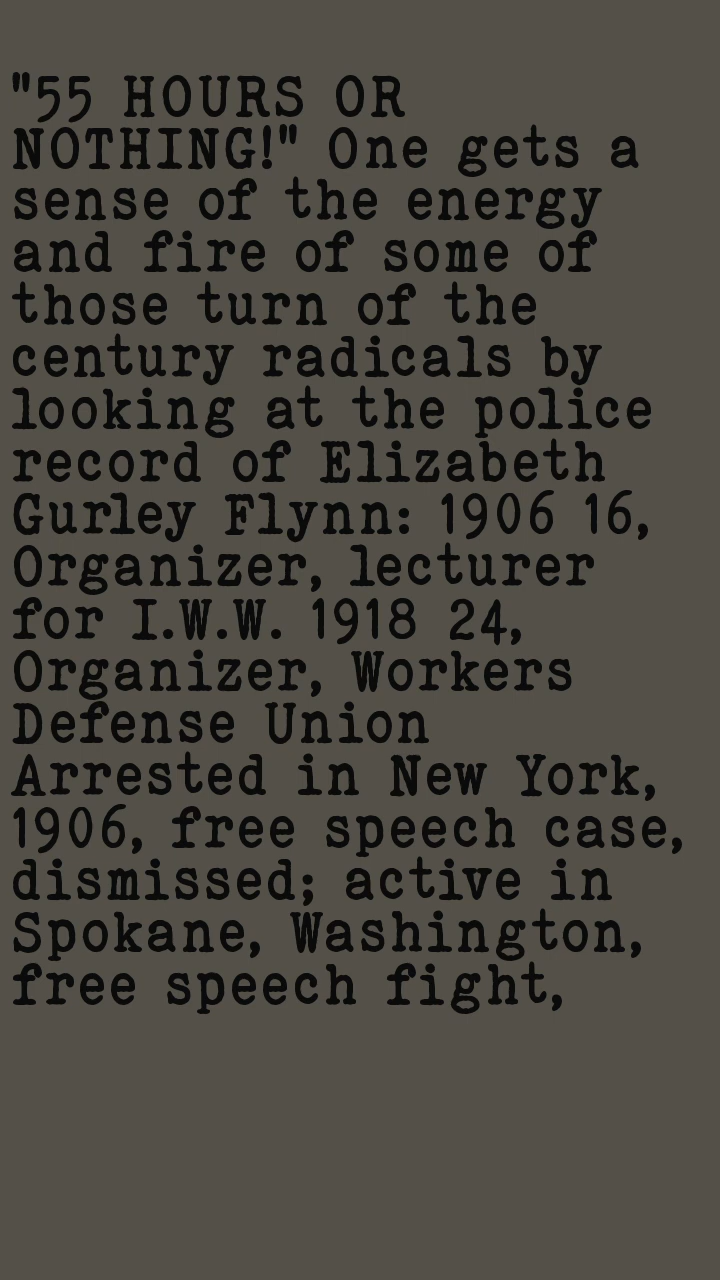 "55 HOURS OR
NOTHING!" One gets a
sense of the energy
and fire of some of
those turn of the
century radicals by
looking at the police
record of Elizabeth
Gurley Flynn: 1906 16,
Organizer, lecturer
for I.W.W. 1918 24,
Organizer, Workers
Defense Union
Arrested in New York,
1906, free speech case,
dismissed; active in
Spokane, Washington,
free speech fight,